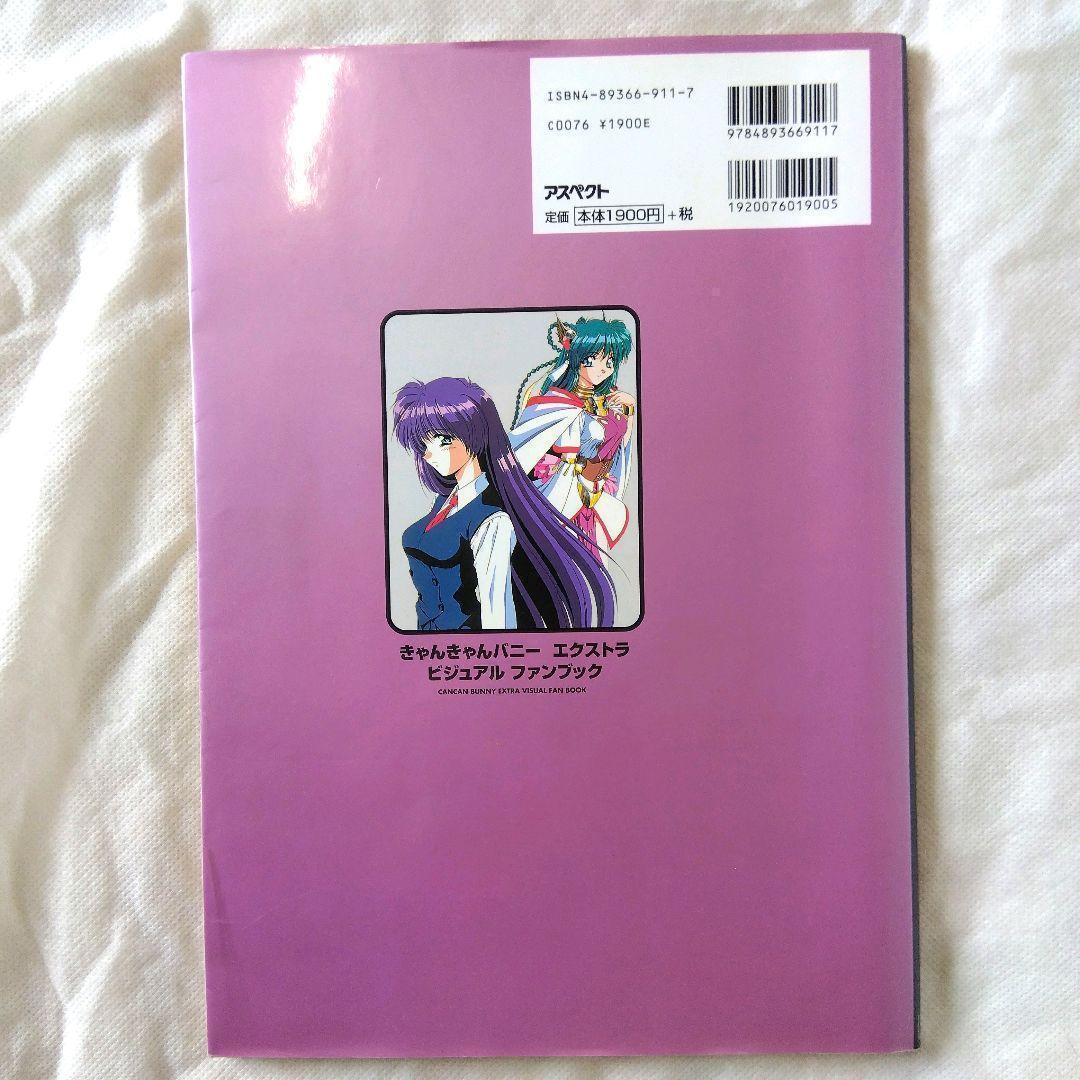 ISBN4-89366-911-7
C0076 ¥1900E
9784893669117
1920076019005
アスペクト
定価 本体1900円 +税
きゃんきゃんバニー エクストラ
ビジュアル ファンブック
CANCAN BUNNY EXTRA VISUAL FAN BOOK